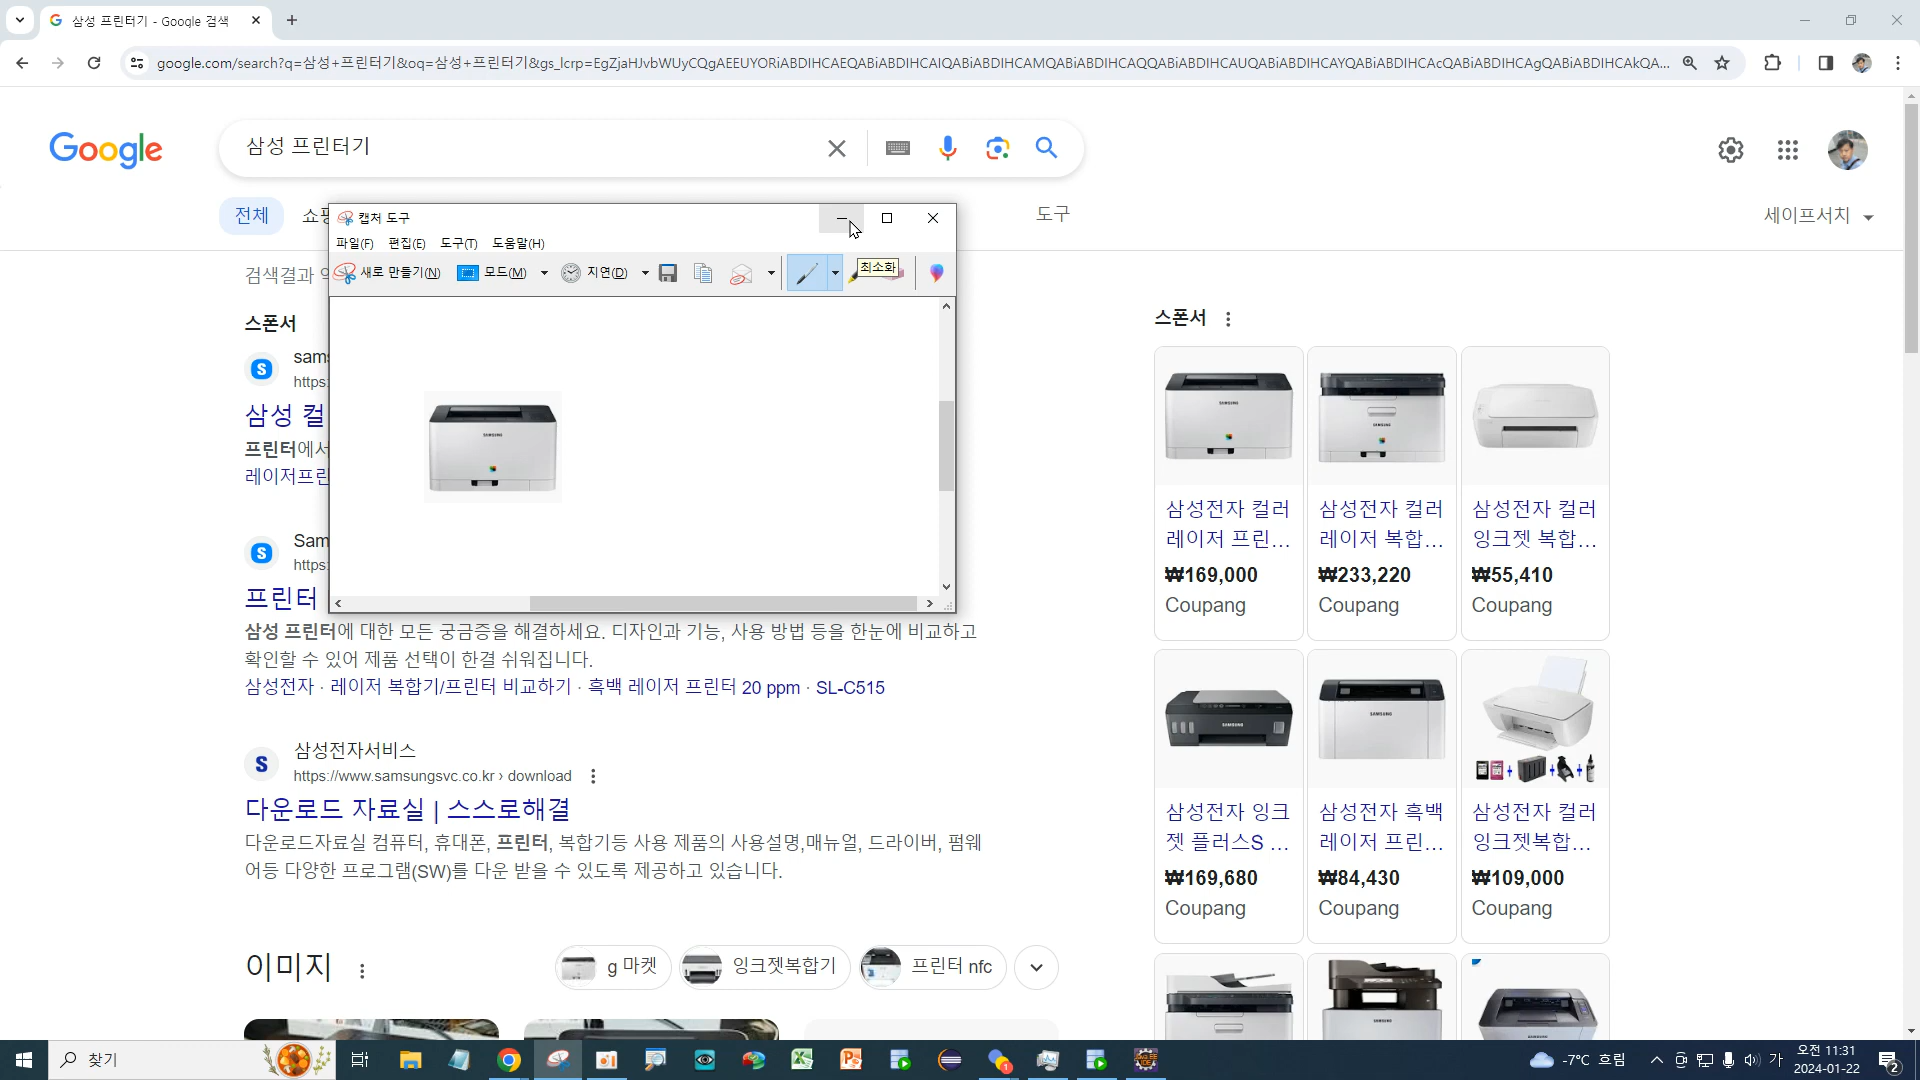 삼성 프린터기 - Google 검색
google.com/search?q=삼성+프린터기&oq=삼성+프린터기&gs_lcrp=EgZjaHJvbWUyCQgAEEUYORiABDIHCAEQABiABDIHCAIQABiABDIHCAMQABiABDIHCAQQABiABDIHCAUQABiABDIHCAYQABiABDIHCAcQABiABDIHCAgQABiABDIHCAkQA...
Google
삼성 프린터기
전체
도구
세이프서치
캡처 도구
파일(F) 편집(E) 도구(T) 도움말(H)
새로 만들기(N) 모드(M) 지연(D)
최소화
SAMSUNG
검색결과
스폰서
https:
삼성 컬
프린터에서
레이저프린
Sam
https:
프린터
삼성 프린터에 대한 모든 궁금증을 해결하세요. 디자인과 기능, 사용 방법 등을 한눈에 비교하고
확인할 수 있어 제품 선택이 한결 쉬워집니다.
삼성전자 · 레이저 복합기/프린터 비교하기 · 흑백 레이저 프린터 20 ppm · SL-C515
삼성전자서비스
https://www.samsungsvc.co.kr › download
다운로드 자료실 | 스스로해결
다운로드자료실 컴퓨터, 휴대폰, 프린터, 복합기등 사용 제품의 사용설명,매뉴얼, 드라이버, 펌웨
어등 다양한 프로그램(SW)를 다운 받을 수 있도록 제공하고 있습니다.
이미지
g 마켓
잉크젯복합기
프린터 nfc
스폰서
SAMSUNG
SAMSUNG
삼성전자 컬러
레이저 프린...
₩169,000
Coupang
삼성전자 컬러
레이저 복합...
₩233,220
Coupang
삼성전자 컬러
잉크젯 복합...
₩55,410
Coupang
SAMSUNG
SAMSUNG
삼성전자 잉크
젯 플러스S ...
₩169,680
Coupang
삼성전자 흑백
레이저 프린...
₩84,430
Coupang
삼성전자 컬러
잉크젯복합...
₩109,000
Coupang
찾기
-7°C 흐림
가
오전 11:31
2024-01-22
2